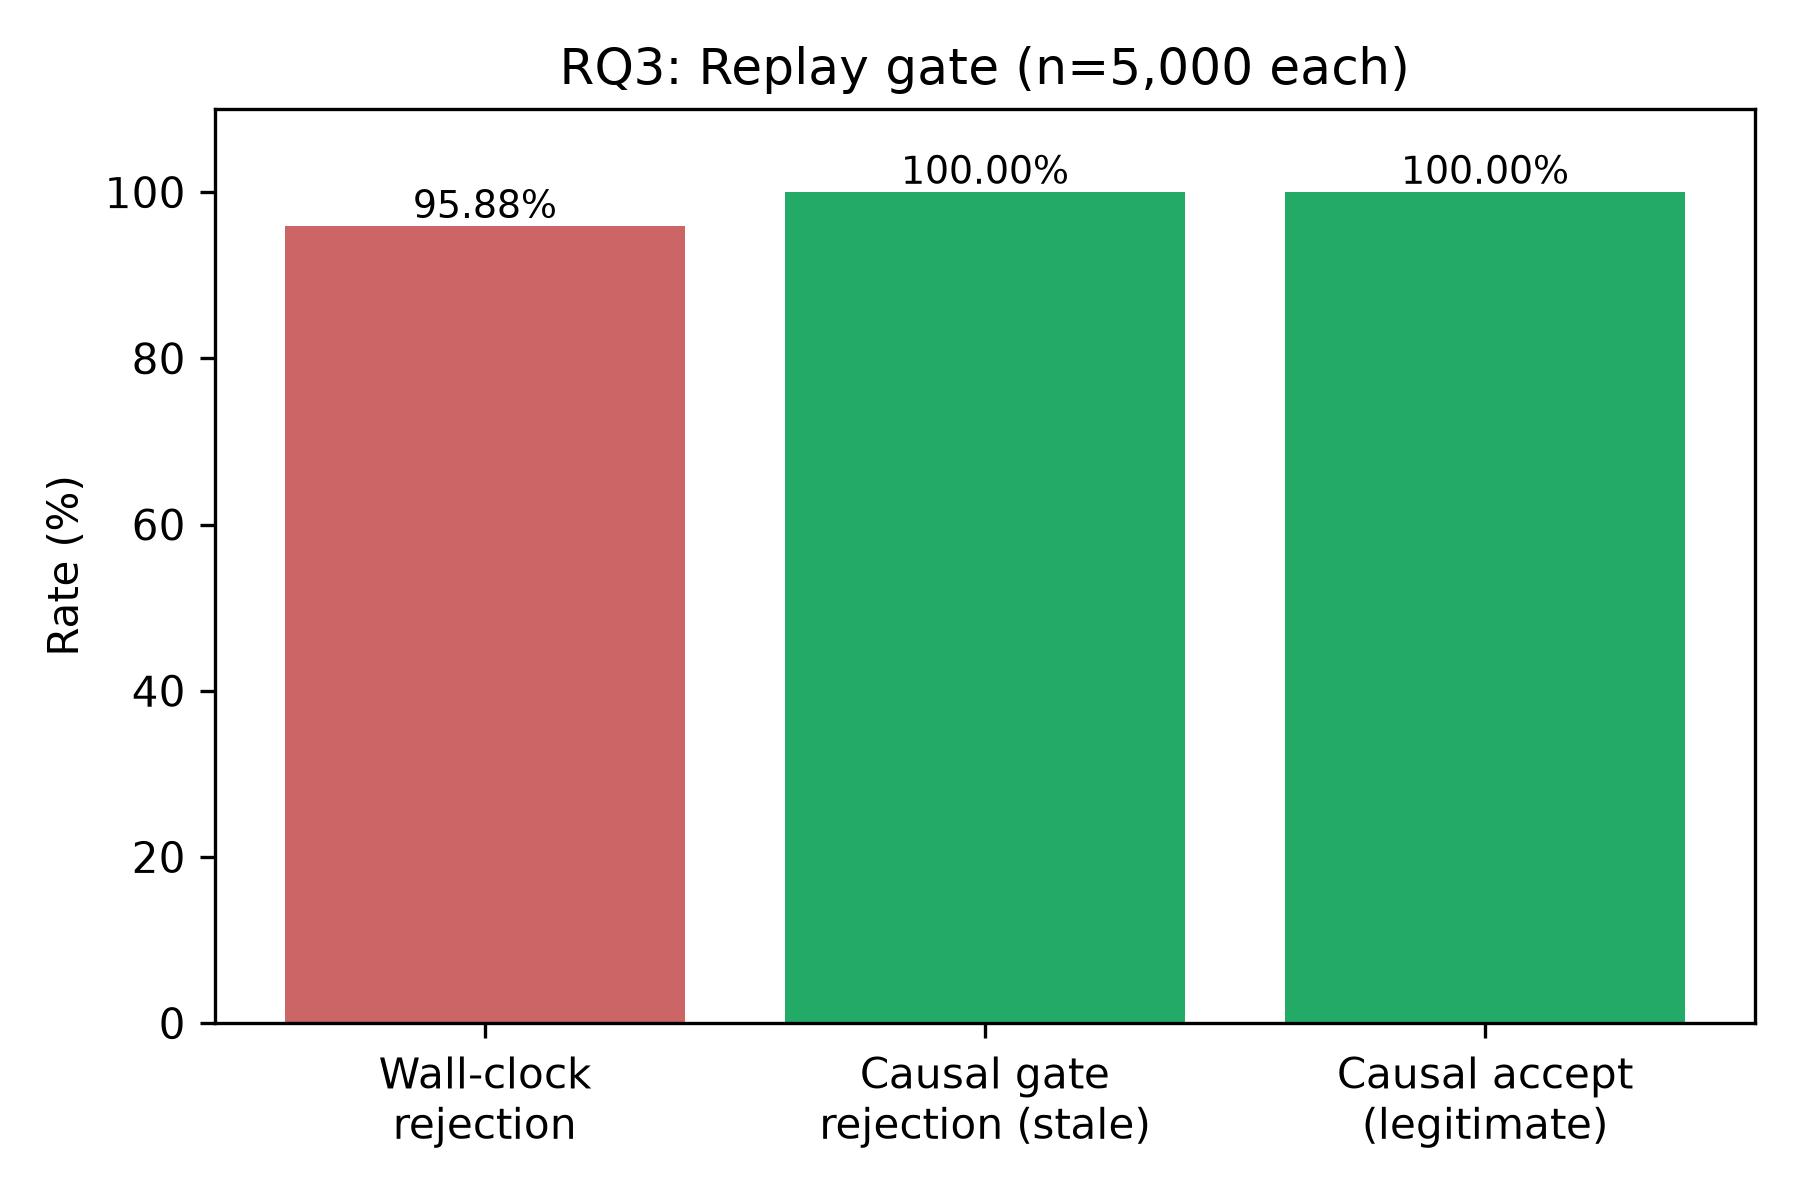 RQ3: Replay gate (n=5,000 each)
95.88%
100.00%
100.00%
100
80
60
40
20
0
Rate (%)
Wall-clock
rejection
Causal gate
rejection (stale)
Causal accept
(legitimate)